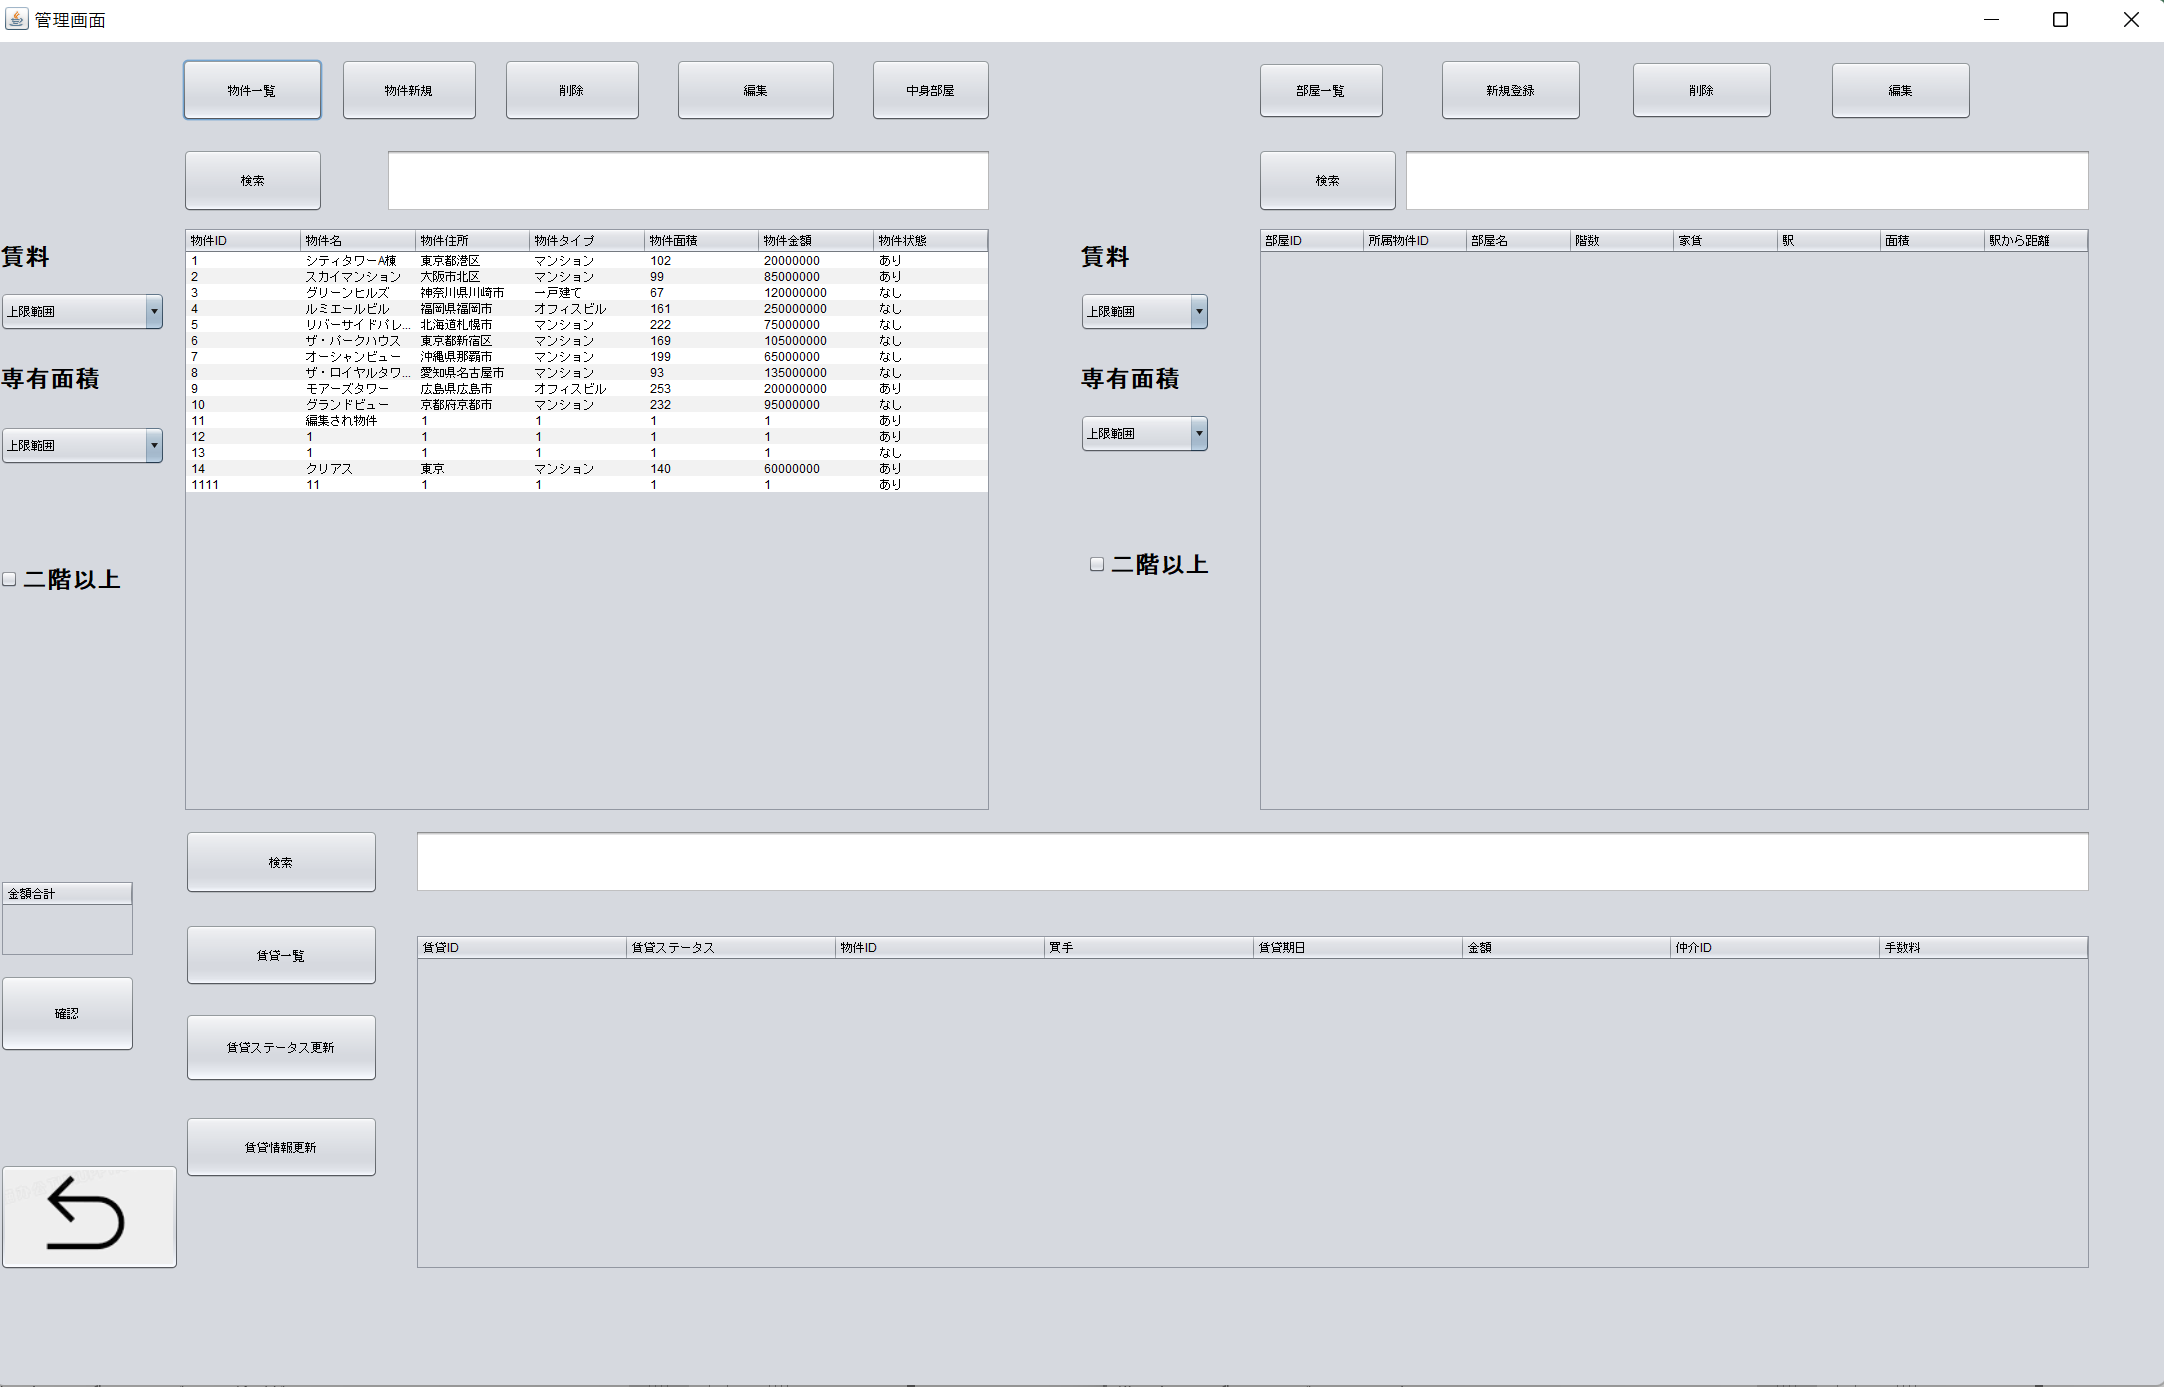 管理画面
物件一覧 物件新規 削除 編集 中身部屋 部屋一覧 新規登録 削除 編集
検索 検索
賃料
上限範囲
専有面積
上限範囲
二階以上
物件ID 物件名 物件住所 物件タイプ 物件面積 物件金額 物件状態
1 シティタワーA棟 東京都港区 マンション 102 20000000 あり
2 スカイマンション 大阪市北区 マンション 99 85000000 あり
3 グリーンヒルズ 神奈川県川崎市 一戸建て 67 120000000 なし
4 ルミエールビル 福岡県福岡市 オフィスビル 161 250000000 なし
5 リバーサイドパレ... 北海道札幌市 マンション 222 75000000 なし
6 ザ・パークハウス 東京都新宿区 マンション 169 105000000 なし
7 オーシャンビュー 沖縄県那覇市 マンション 199 65000000 なし
8 ザ・ロイヤルタワ... 愛知県名古屋市 マンション 93 135000000 なし
9 モアーズタワー 広島県広島市 オフィスビル 253 200000000 あり
10 グランドビュー 京都府京都市 マンション 232 95000000 なし
11 編集され物件 1 1 1 1 あり
12 1 1 1 1 1 あり
13 1 1 1 1 1 なし
14 クリアス 東京 マンション 140 60000000 あり
1111 11 1 1 1 1 あり
賃料
上限範囲
専有面積
上限範囲
二階以上
部屋ID 所属物件ID 部屋名 階数 家賃 駅 面積 駅から距離
検索
金額合計
確認
賃貸一覧
賃貸ステータス更新
賃貸情報更新
賃貸ID 賃貸ステータス 物件ID 買手 賃貸期日 金額 仲介ID 手数料